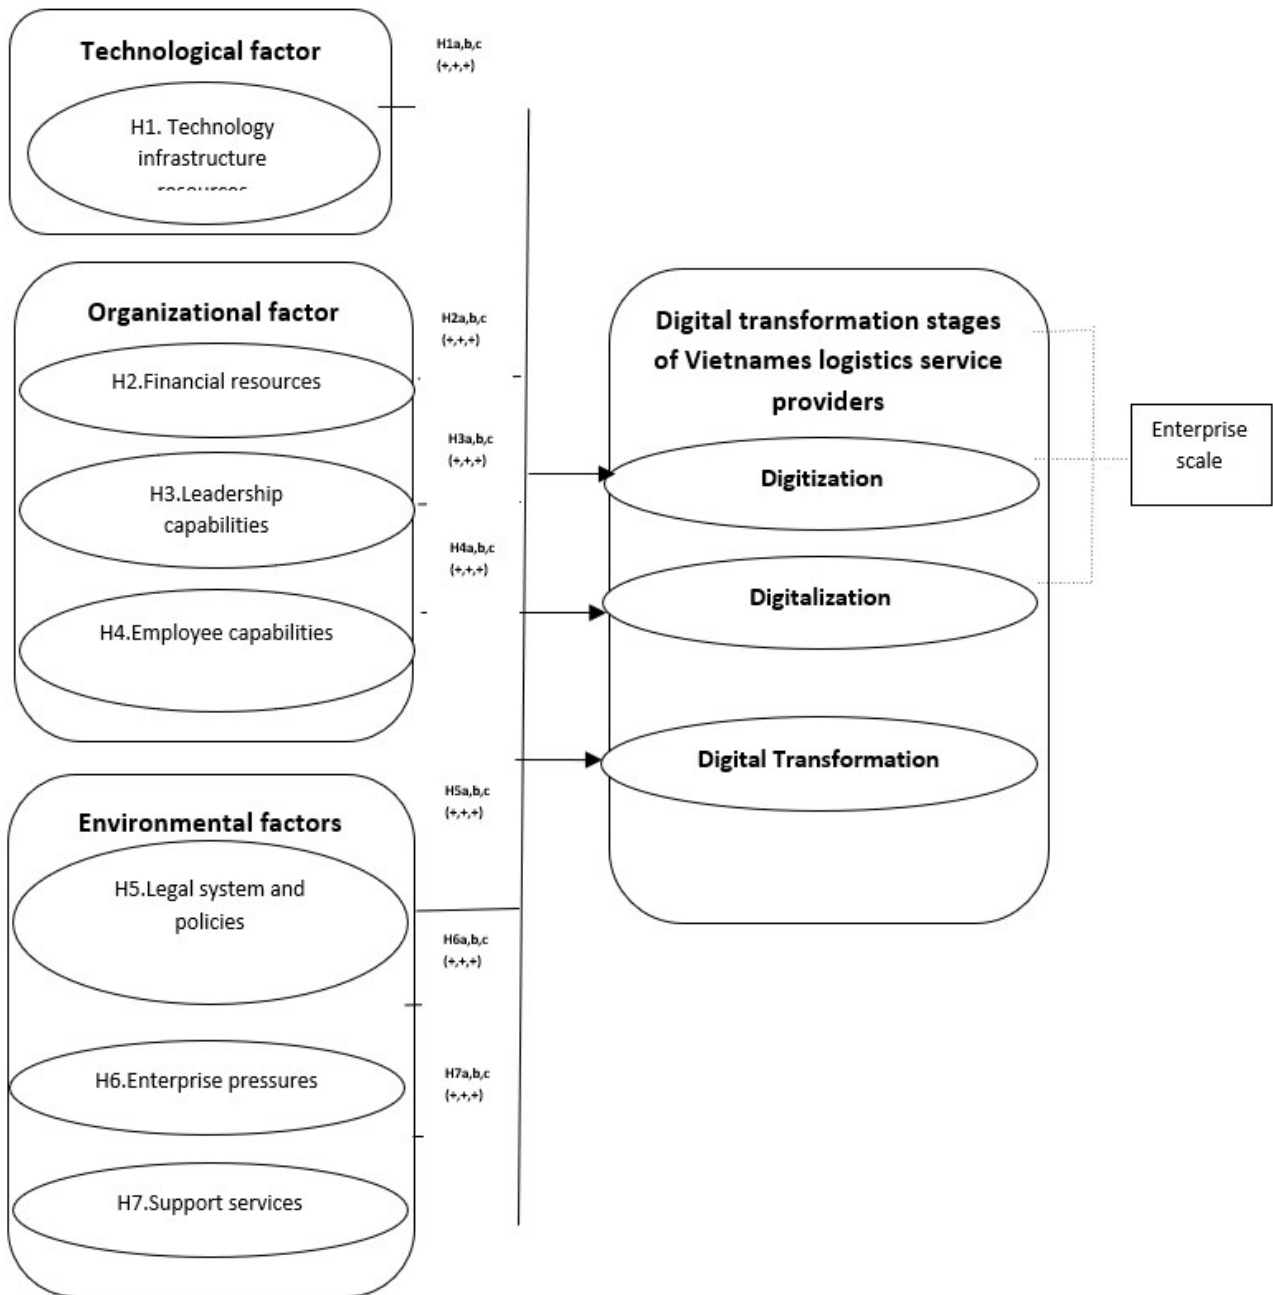 Technological factor
H1. Technology
infrastructure
resources
H1a,b,c
(+,+,+)
Organizational factor
H2.Financial resources
H3.Leadership
capabilities
H4.Employee capabilities
H2a,b,c
(+,+,+)
H3a,b,c
(+,+,+)
H4a,b,c
(+,+,+)
Environmental factors
H5.Legal system and
policies
H6.Enterprise pressures
H7.Support services
H5a,b,c
(+,+,+)
H6a,b,c
(+,+,+)
H7a,b,c
(+,+,+)
Digital transformation stages
of Vietnames logistics service
providers
Digitization
Digitalization
Digital Transformation
Enterprise
scale